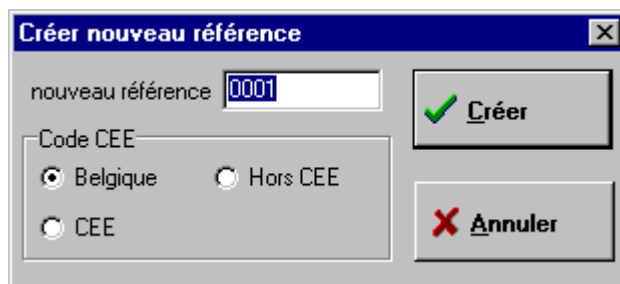 Créer nouveau référence
nouveau référence 0001
Créer
Code CEE
Belgique Hors CEE
CEE
Annuler